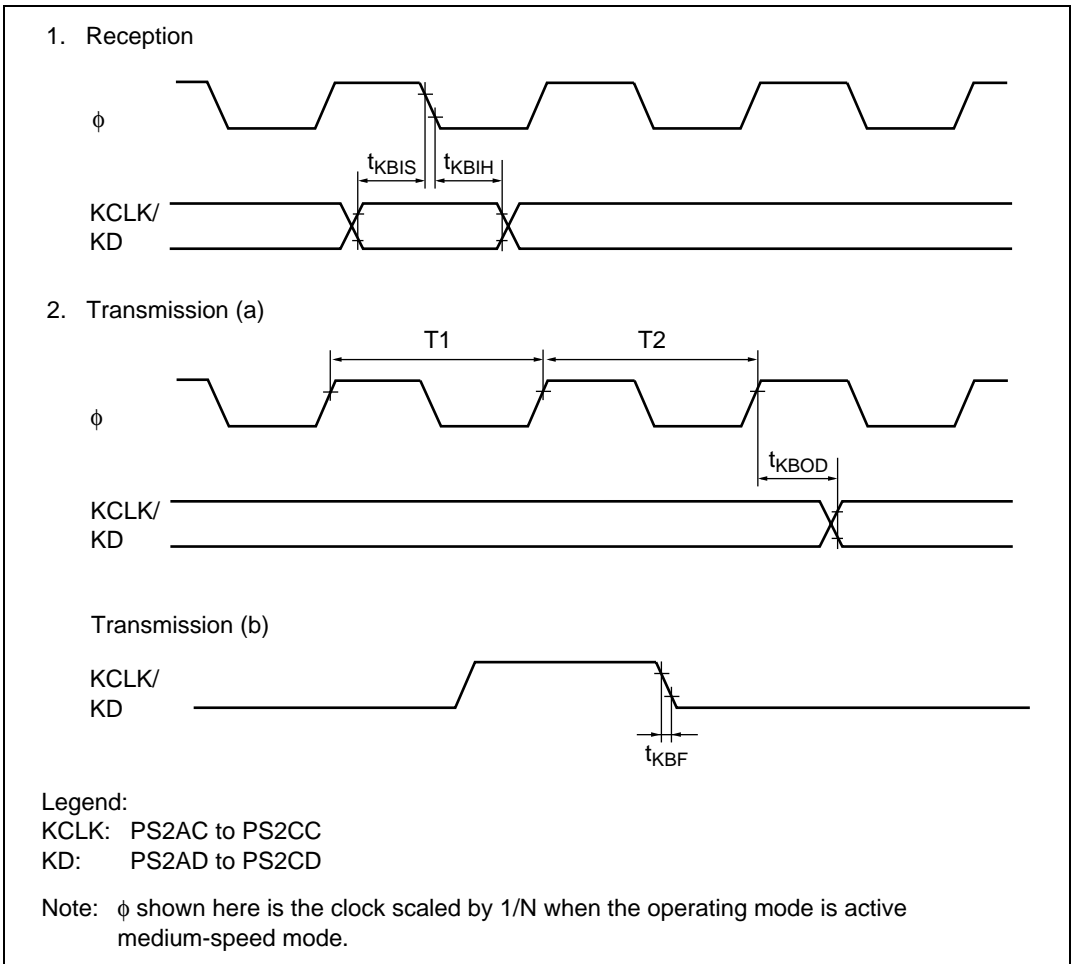 1. Reception
ϕ
tKBIS tKBIH
KCLK/
KD
2. Transmission (a)
T1 T2
ϕ
tKBOD
KCLK/
KD
Transmission (b)
KCLK/
KD
tKBF
Legend:
KCLK: PS2AC to PS2CC
KD: PS2AD to PS2CD
Note: ϕ shown here is the clock scaled by 1/N when the operating mode is active
medium-speed mode.